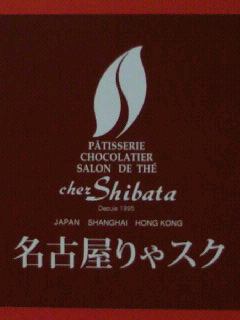 PÂTISSERIE
CHOCOLATIER
SALON DE THÉ
chez Shibata
Depuis 1995
JAPAN SHANGHAI HONG KONG
名古屋りゃスク